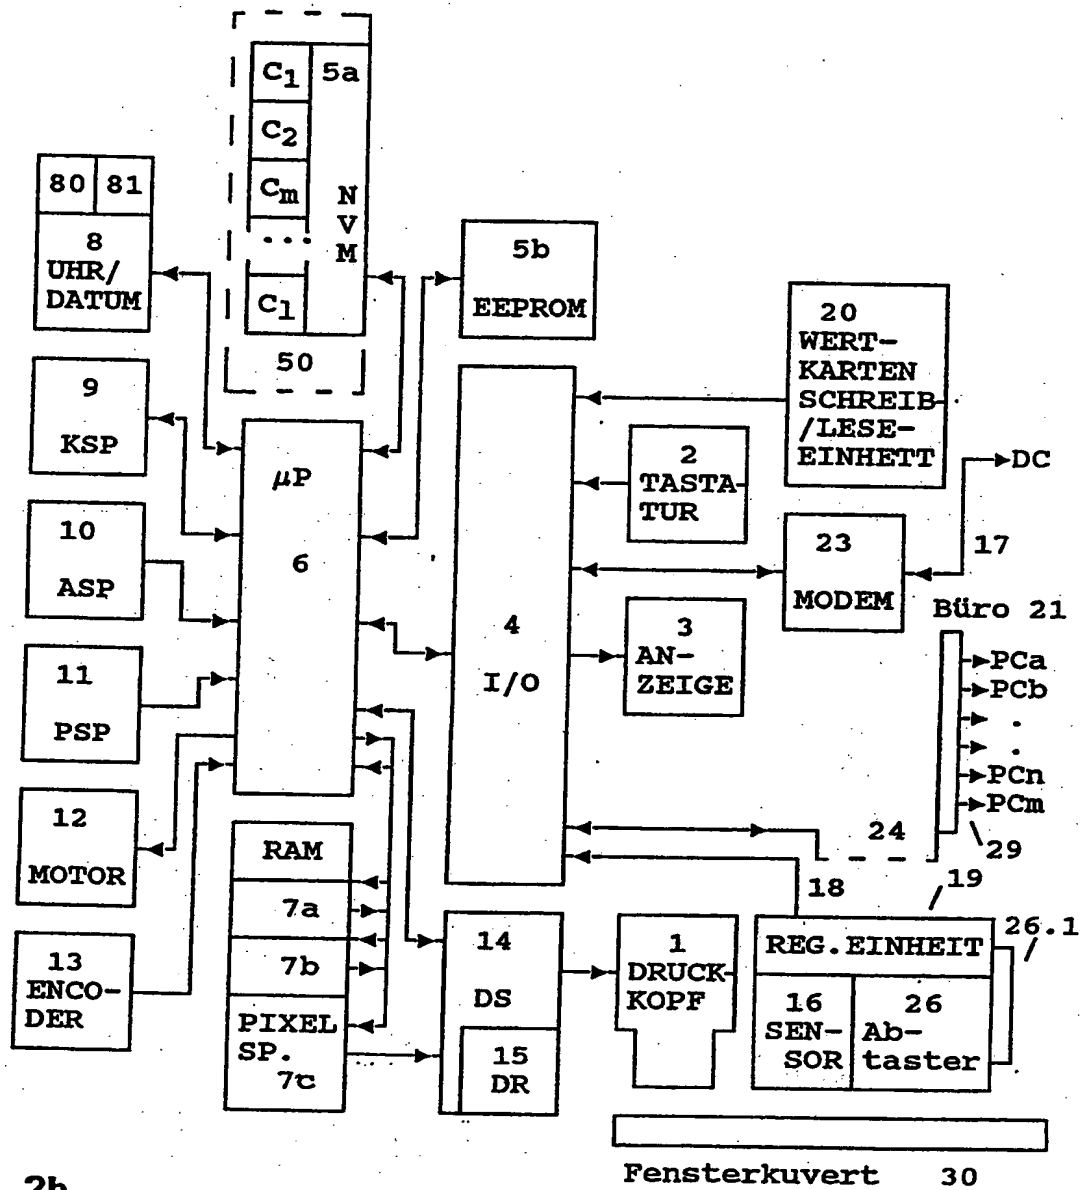 C1 5a
C2
Cm
N
V
M
...
C1
50
80 81
8
UHR/
DATUM
9
KSP
10
ASP
11
PSP
12
MOTOR
13
ENCO-
DER
µP
6
RAM
7a
7b
PIXEL
SP.
7c
5b
EEPROM
4
I/O
20
WERT-
KARTEN
SCHREIB
/LESE-
EINHETT
2
TASTA
TUR
23
MODEM
3
AN-
ZEIGE
DC
17
Büro 21
PCa
PCb
.
.
PCn
PCm
29
24
18
19
26.1
14
DS
15
DR
1
DRUCK
KOPF
REG.EINHEIT
16
SEN-
SOR
26
Ab-
taster
Fensterkuvert 30
2b